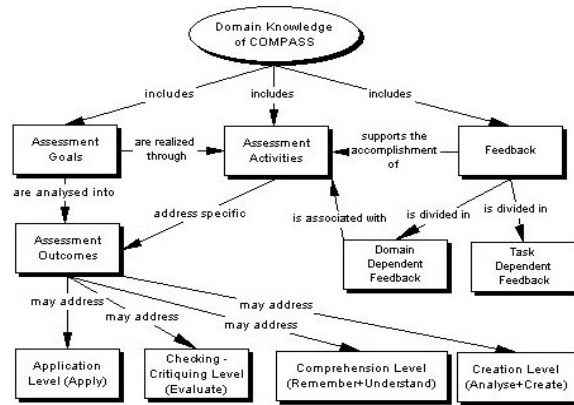 Domain Knowledge
of COMPASS
includes
includes
includes
Assessment
Goals
are realized
through
Assessment
Activities
supports the
accomplishment
of
Feedback
are analysed into
address specific
is associated with
is divided in
is divided in
Assessment
Outcomes
Domain
Dependent
Feedback
Task
Dependent
Feedback
may address
may address
may address
may address
Application
Level (Apply)
Checking -
Critiquing Level
(Evaluate)
Comprehension Level
(Remember+Understand)
Creation Level
(Analyse+Create)